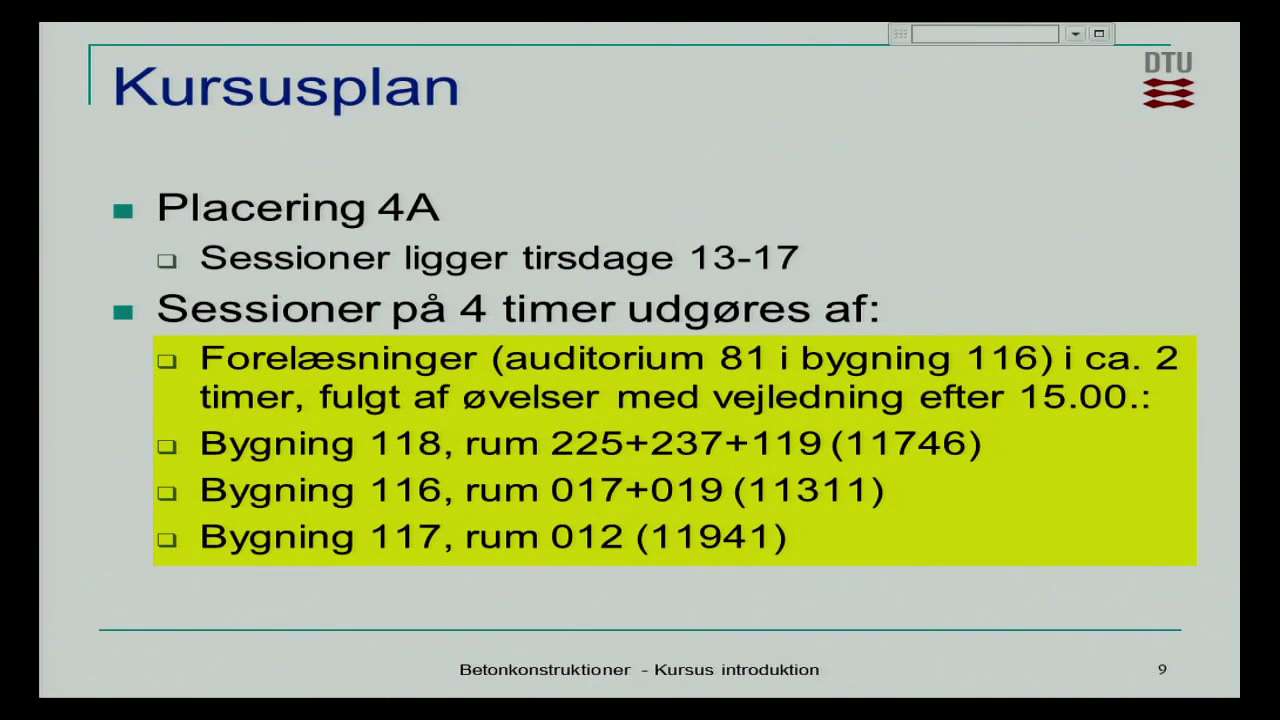 DTU
Kursusplan
Placering 4A
Sessioner ligger tirsdage 13-17
Sessioner på 4 timer udgøres af:
Forelæsninger (auditorium 81 i bygning 116) i ca. 2
timer, fulgt af øvelser med vejledning efter 15.00.:
Bygning 118, rum 225+237+119 (11746)
Bygning 116, rum 017+019 (11311)
Bygning 117, rum 012 (11941)
Betonkonstruktioner - Kursus introduktion
9